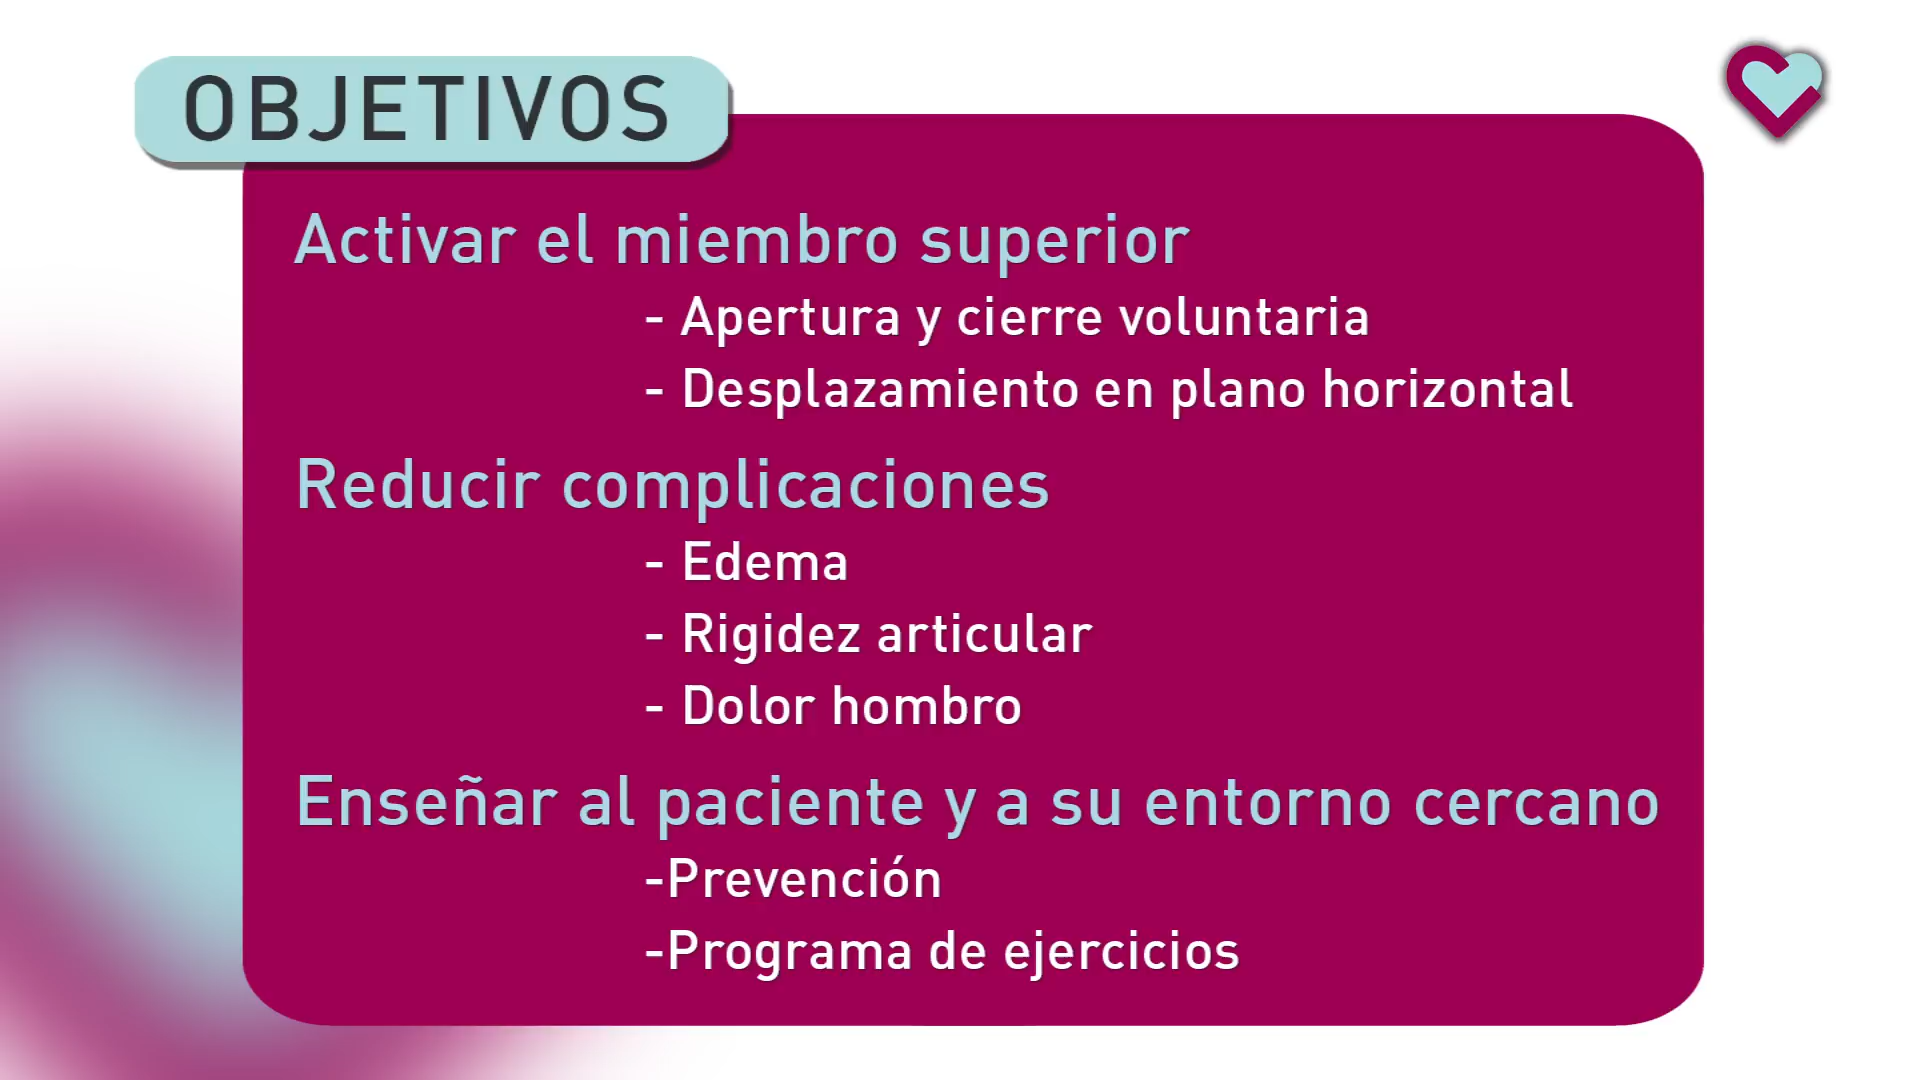 OBJETIVOS
Activar el miembro superior
- Apertura y cierre voluntaria
- Desplazamiento en plano horizontal
Reducir complicaciones
- Edema
- Rigidez articular
- Dolor hombro
Enseñar al paciente y a su entorno cercano
-Prevención
-Programa de ejercicios